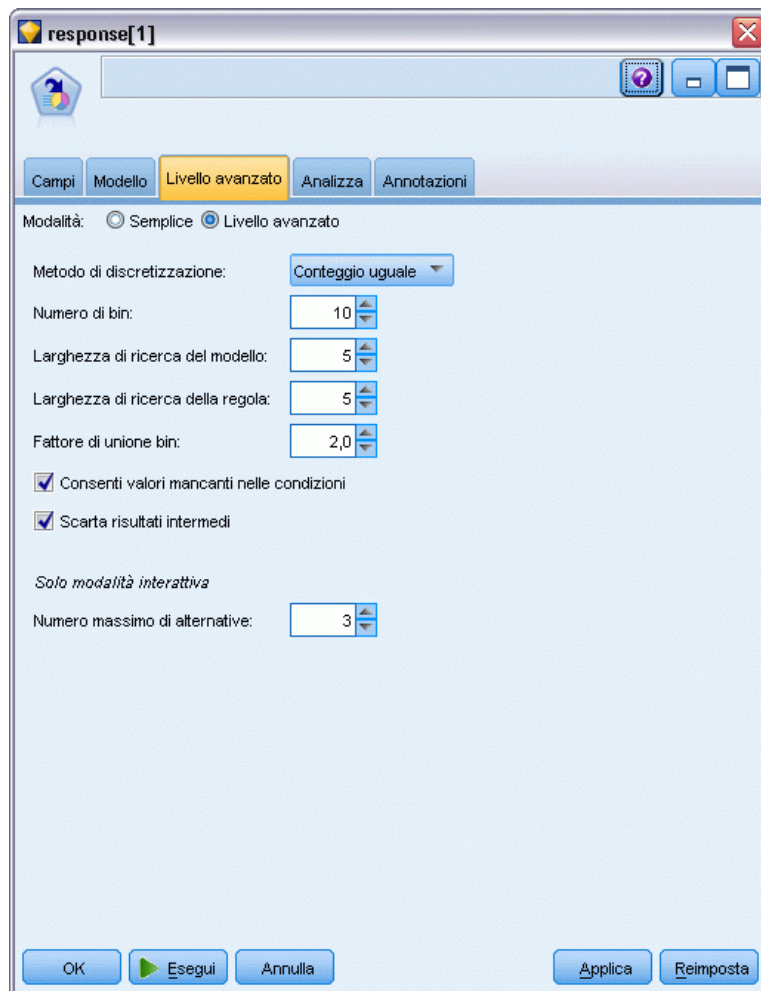 response[1]
Campi Modello Livello avanzato Analizza Annotazioni
Modalità: Semplice Livello avanzato
Metodo di discretizzazione: Conteggio uguale
Numero di bin: 10
Larghezza di ricerca del modello: 5
Larghezza di ricerca della regola: 5
Fattore di unione bin: 2,0
Consenti valori mancanti nelle condizioni
Scarta risultati intermedi
Solo modalità interattiva
Numero massimo di alternative: 3
OK Esegui Annulla Applica Reimposta